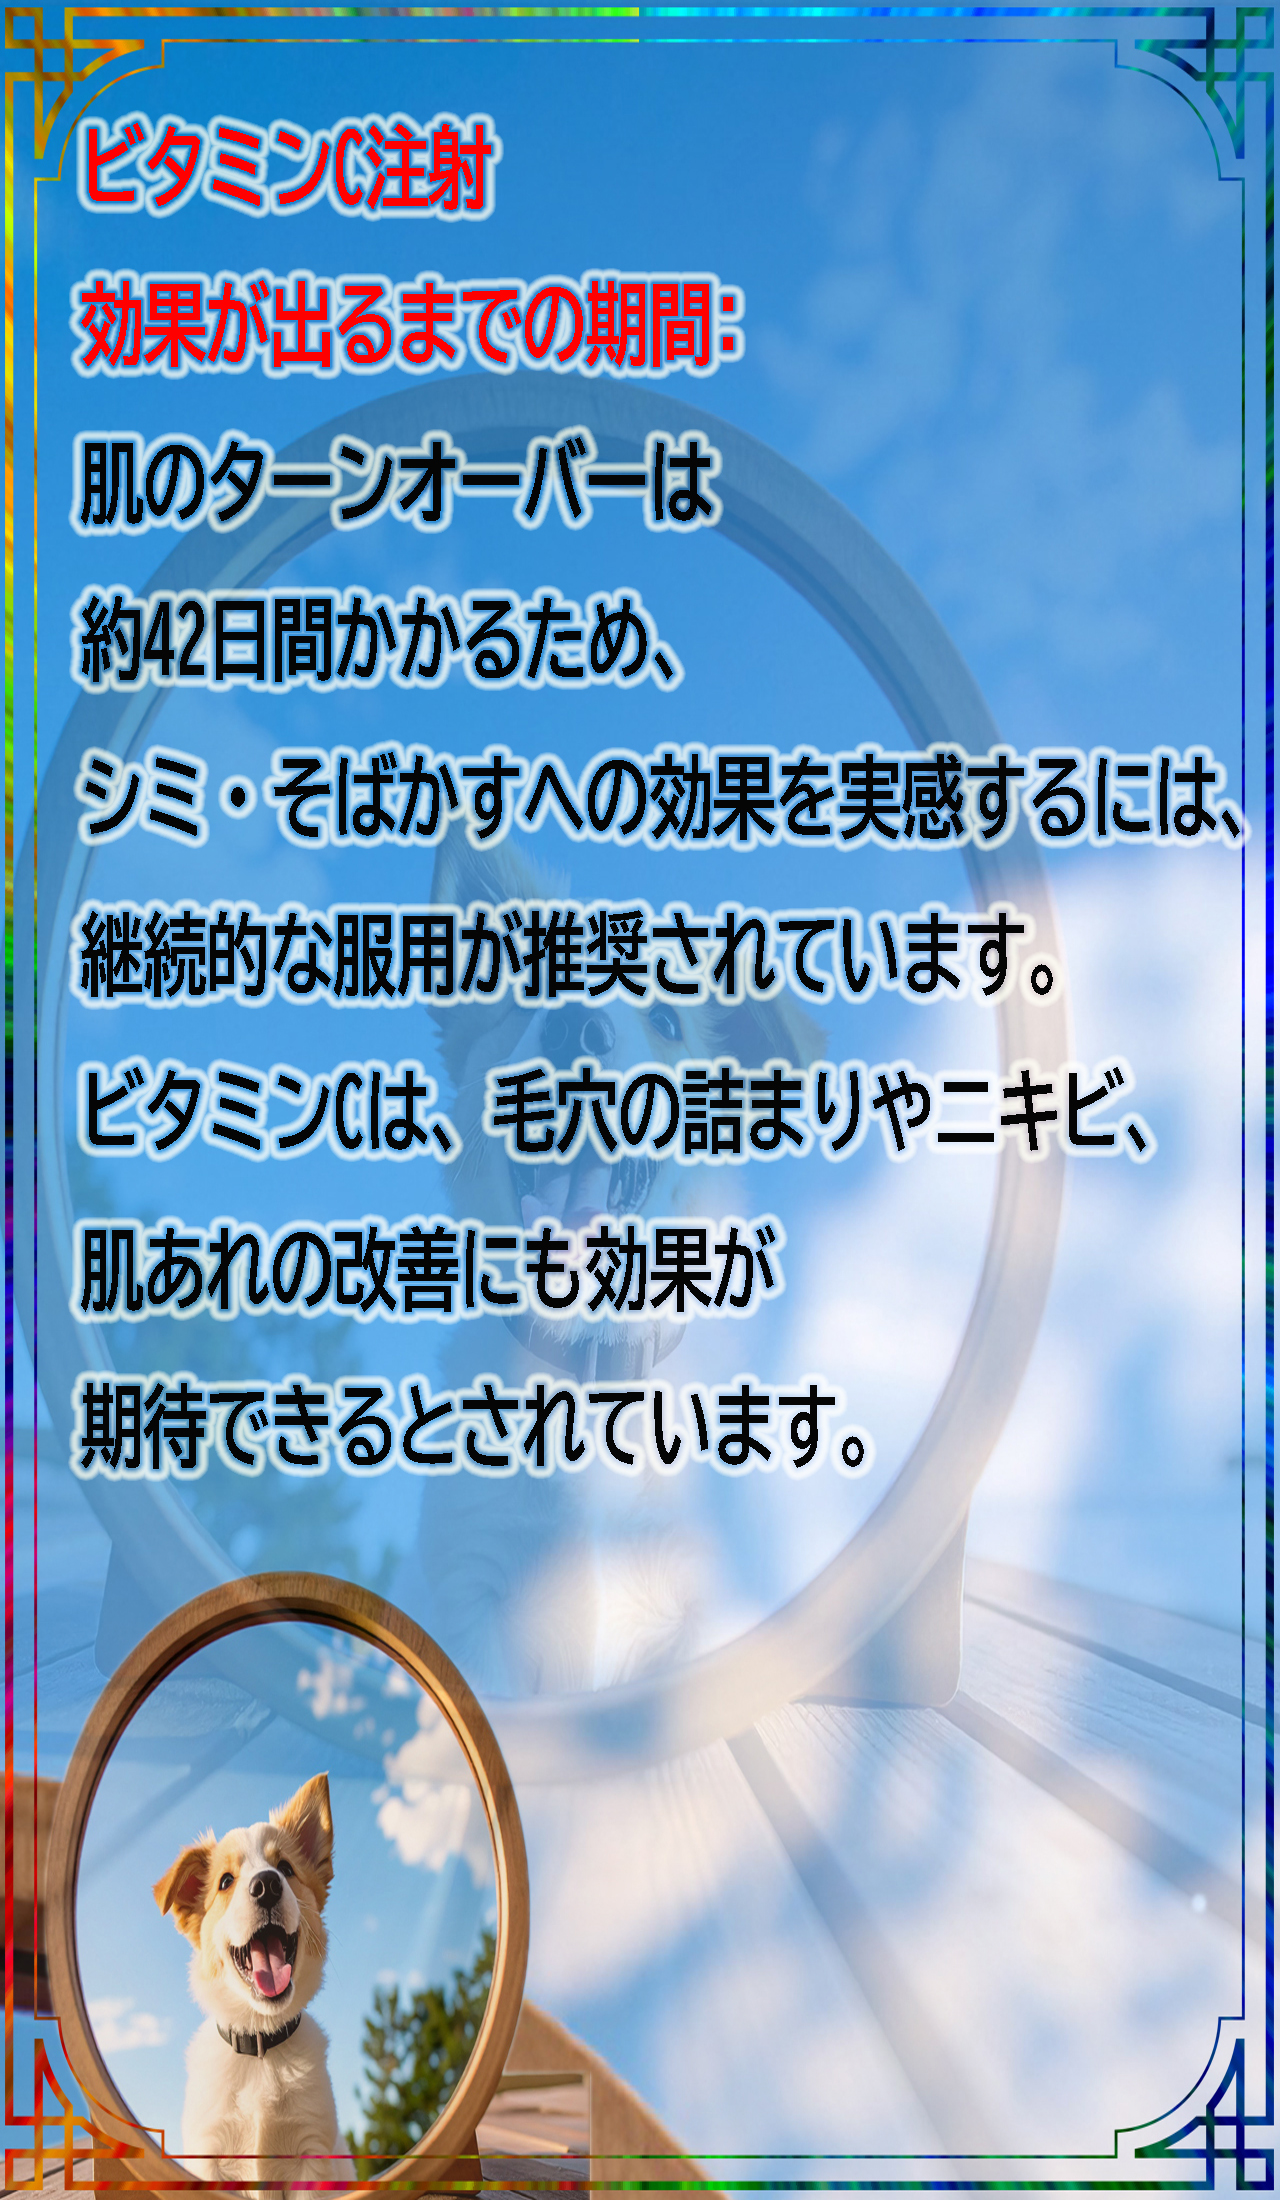 ビタミンC注射
効果が出るまでの期間:
肌のターンオーバーは
約42日間かかるため、
シミ・そばかすへの効果を実感するには、
継続的な服用が推奨されています。
ビタミンCは、毛穴の詰まりやニキビ、
肌あれの改善にも効果が
期待できるとされています。